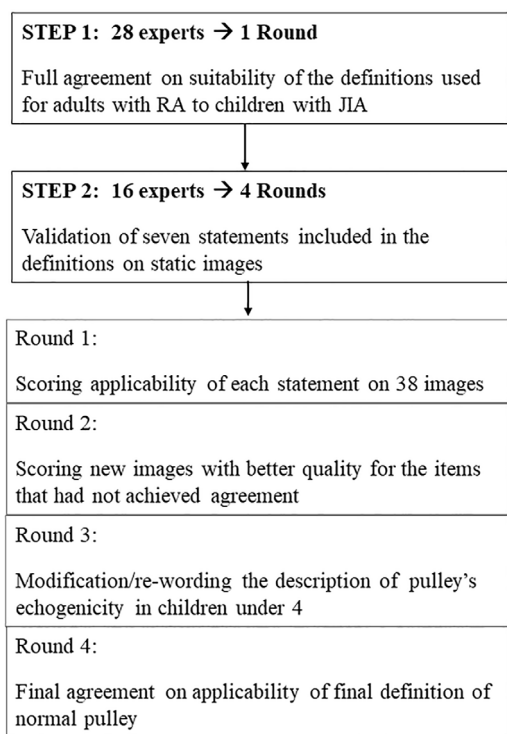 STEP 1: 28 experts → 1 Round
Full agreement on suitability of the definitions used
for adults with RA to children with JIA
STEP 2: 16 experts → 4 Rounds
Validation of seven statements included in the
definitions on static images
Round 1:
Scoring applicability of each statement on 38 images
Round 2:
Scoring new images with better quality for the items
that had not achieved agreement
Round 3:
Modification/re-wording the description of pulley's
echogenicity in children under 4
Round 4:
Final agreement on applicability of final definition of
normal pulley